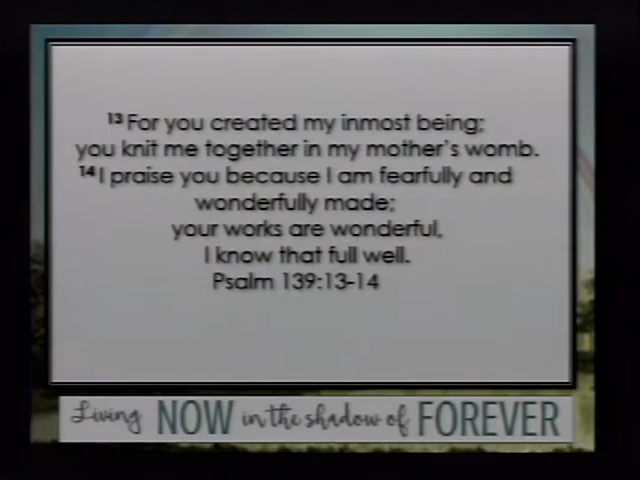 ¹³ For you created my inmost being;
you knit me together in my mother's womb.
¹⁴ I praise you because I am fearfully and
wonderfully made;
your works are wonderful,
I know that full well.
Psalm 139:13-14
Living NOW in the shadow of FOREVER